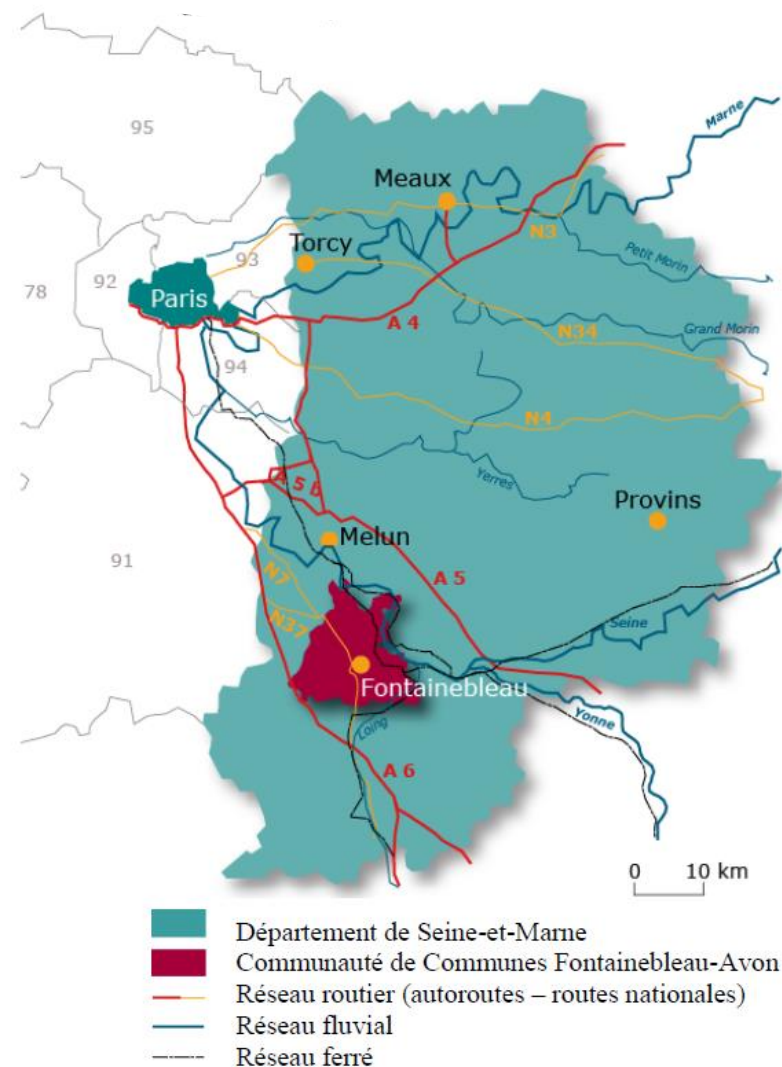 95
Marne
Meaux
N3
Torcy
93
Petit Morin
92
78
Paris
A 4
N34
Grand Morin
94
N4
A 5 b
Yerres
Provins
Melun
91
A 5
N7
Seine
N37
Fontainebleau
Yonne
Loing
A 6
0 10 km
Département de Seine-et-Marne
Communauté de Communes Fontainebleau-Avon
Réseau routier (autoroutes – routes nationales)
Réseau fluvial
Réseau ferré